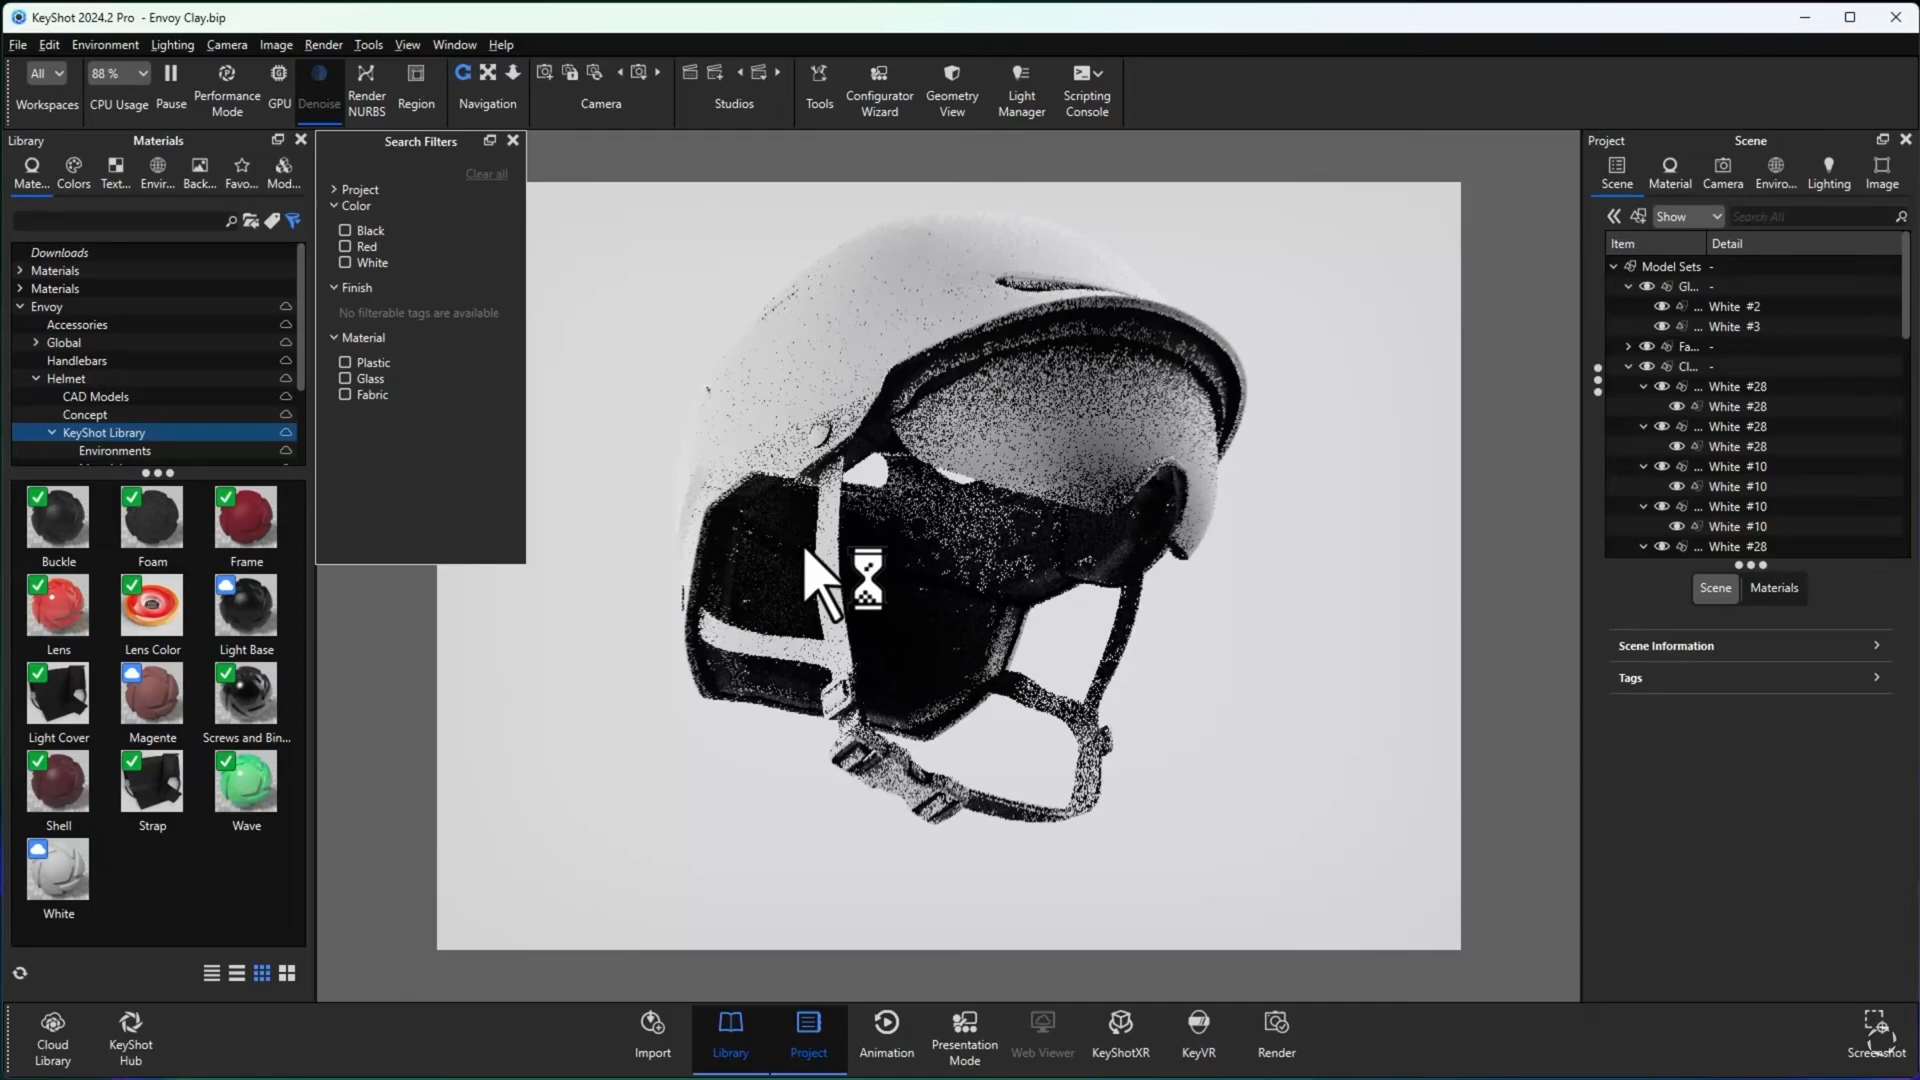 KeyShot 2024.2 Pro - Envoy Clay.bip
File Edit Environment Lighting Camera Image Render Tools View Window Help
All 88 %
Workspaces CPU Usage Pause Performance Mode GPU Denoise Render NURBS Region Navigation Camera Studios Tools Configurator Wizard Geometry View Light Manager Scripting Console
Library Materials
Mate... Colors Text... Envir... Back... Favo... Mod...
Downloads
Materials
Materials
Envoy
Accessories
Global
Handlebars
Helmet
CAD Models
Concept
KeyShot Library
Environments
Buckle Foam Frame
Lens Lens Color Light Base
Light Cover Magente Screws and Bin...
Shell Strap Wave
White
Search Filters
Clear all
Project
Color
Black
Red
White
Finish
No filterable tags are available
Material
Plastic
Glass
Fabric
Project Scene
Scene Material Camera Enviro... Lighting Image
Show Search All
Item Detail
Model Sets -
Gl... -
... White #2
... White #3
Fa... -
Cl... -
... White #28
White #28
... White #28
White #28
... White #10
White #10
... White #10
White #10
... White #28
Scene Materials
Scene Information
Tags
Cloud Library KeyShot Hub Import Library Project Animation Presentation Mode Web Viewer KeyShotXR KeyVR Render Screenshot